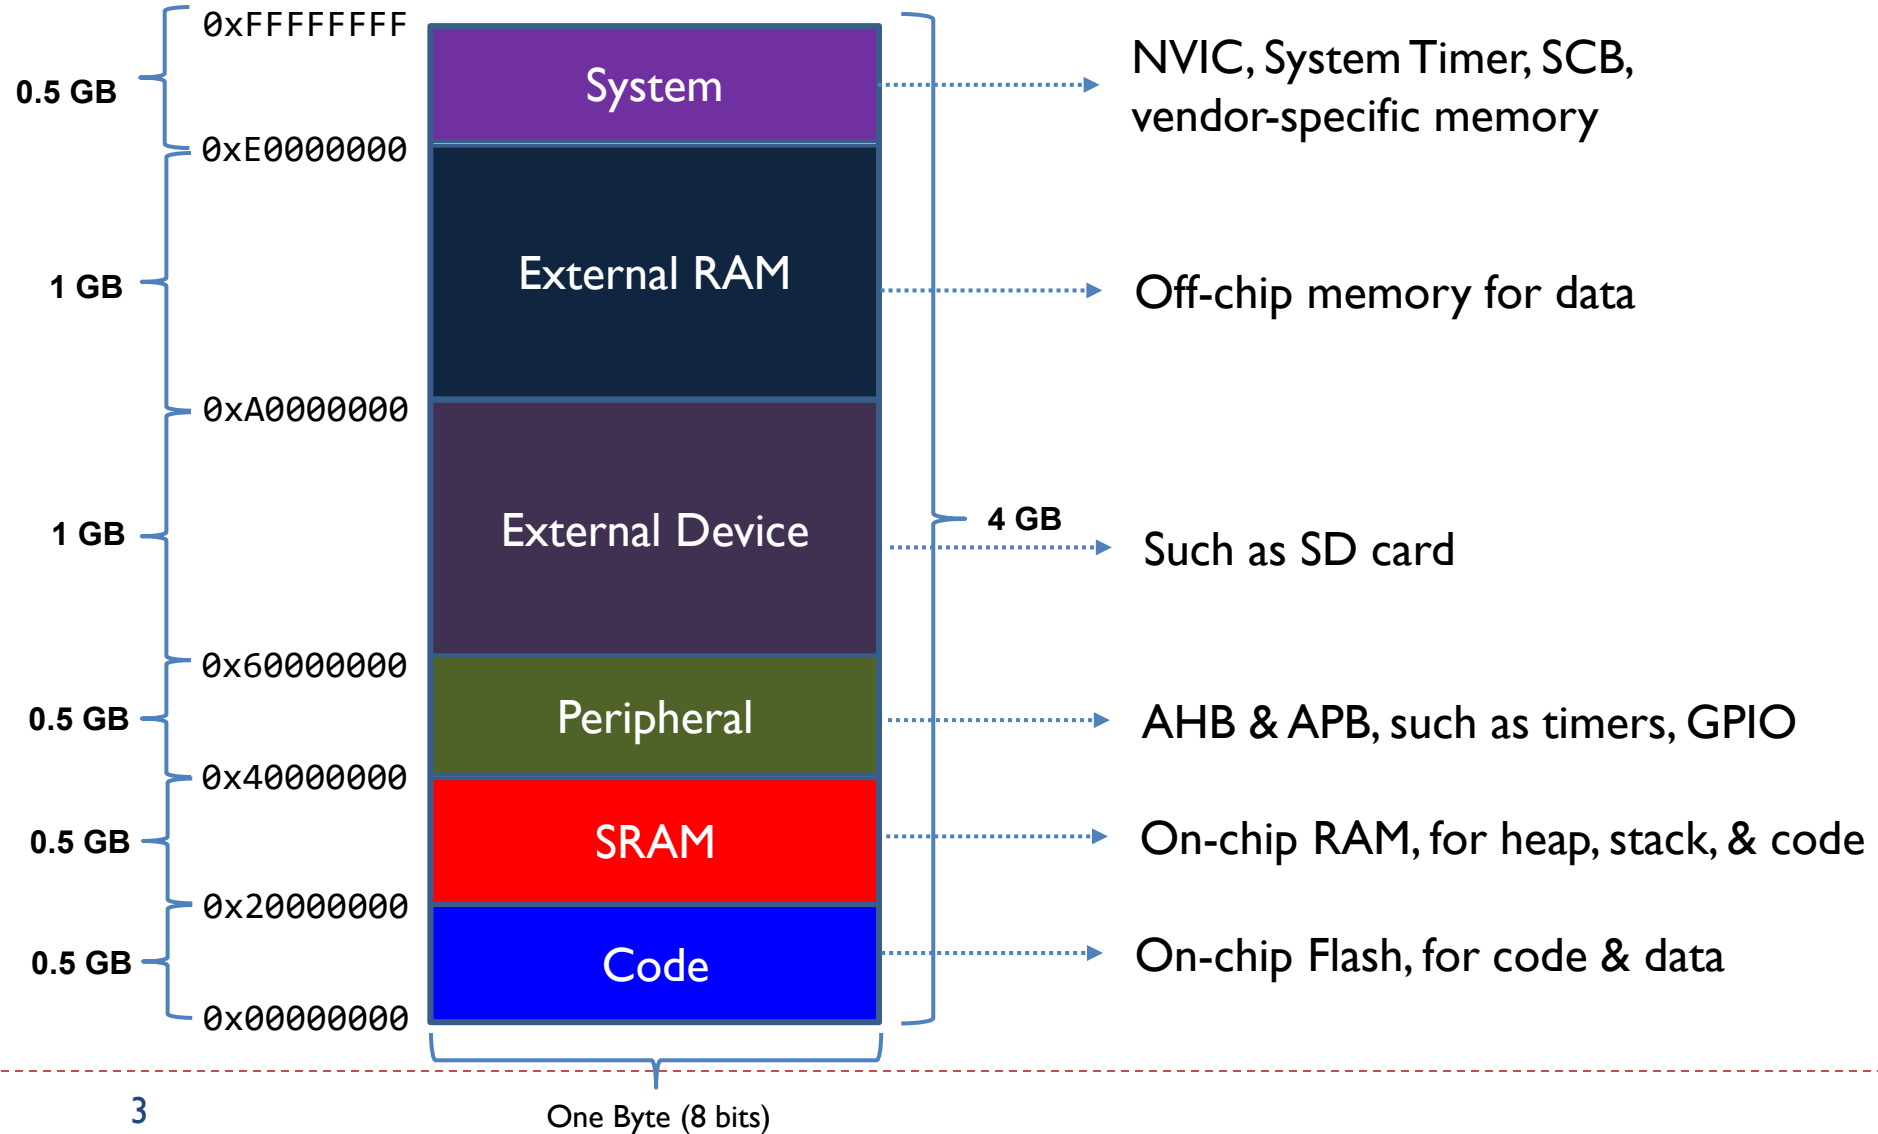 0xFFFFFFFF
0.5 GB
System
NVIC, System Timer, SCB,
vendor-specific memory
0xE0000000
1 GB
External RAM
Off-chip memory for data
0xA0000000
1 GB
External Device
4 GB
Such as SD card
0x60000000
0.5 GB
Peripheral
AHB & APB, such as timers, GPIO
0x40000000
0.5 GB
SRAM
On-chip RAM, for heap, stack, & code
0x20000000
0.5 GB
Code
On-chip Flash, for code & data
0x00000000
3
One Byte (8 bits)